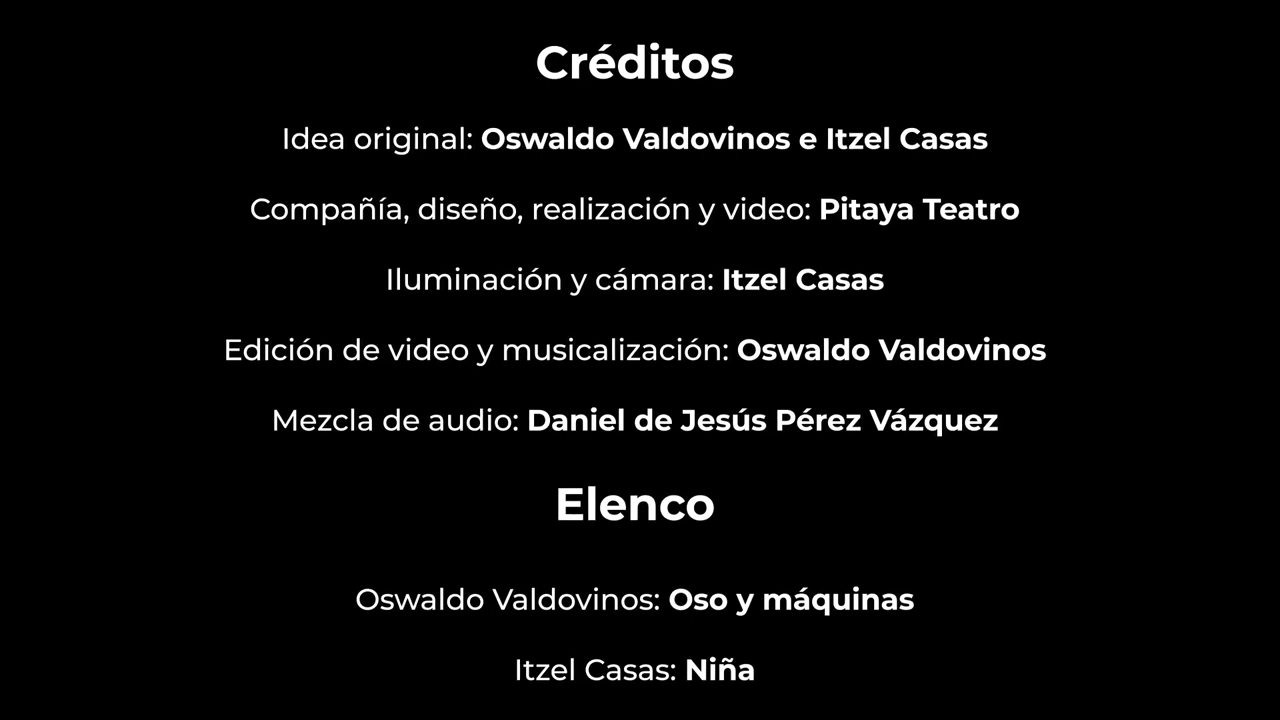 Créditos
Idea original: Oswaldo Valdovinos e Itzel Casas
Compañía, diseño, realización y video: Pitaya Teatro
Iluminación y cámara: Itzel Casas
Edición de video y musicalización: Oswaldo Valdovinos
Mezcla de audio: Daniel de Jesús Pérez Vázquez
Elenco
Oswaldo Valdovinos: Oso y máquinas
Itzel Casas: Niña